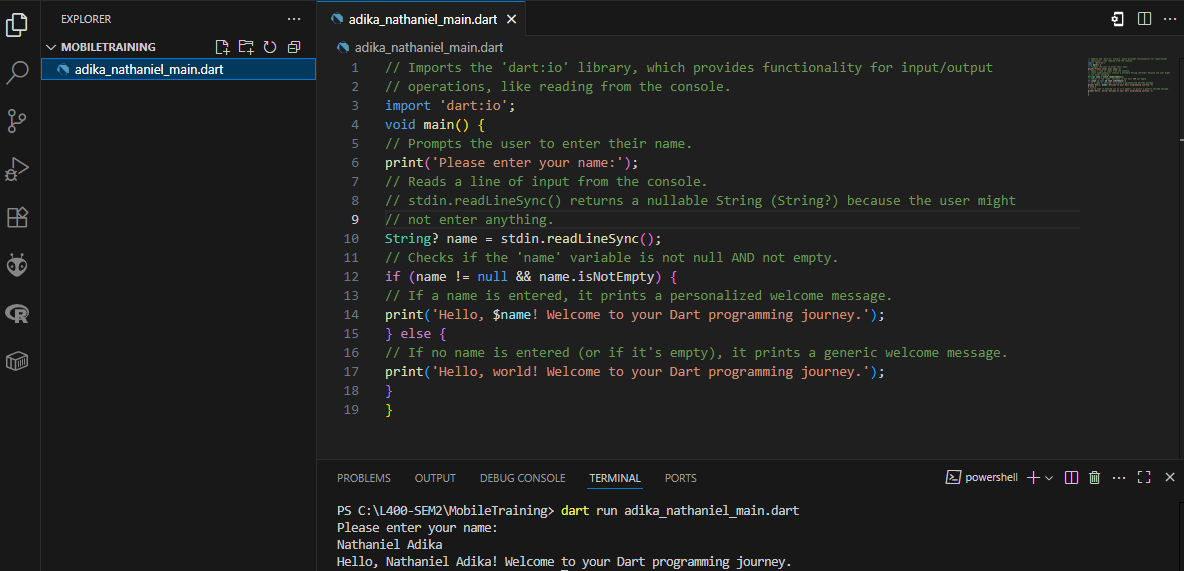 EXPLORER
MOBILETRAINING
adika_nathaniel_main.dart
adika_nathaniel_main.dart
adika_nathaniel_main.dart
1 // Imports the 'dart:io' library, which provides functionality for input/output
2 // operations, like reading from the console.
3 import 'dart:io';
4 void main() {
5 // Prompts the user to enter their name.
6 print('Please enter your name:');
7 // Reads a line of input from the console.
8 // stdin.readLineSync() returns a nullable String (String?) because the user might
9 // not enter anything.
10 String? name = stdin.readLineSync();
11 // Checks if the 'name' variable is not null AND not empty.
12 if (name != null && name.isNotEmpty) {
13 // If a name is entered, it prints a personalized welcome message.
14 print('Hello, $name! Welcome to your Dart programming journey.');
15 } else {
16 // If no name is entered (or if it's empty), it prints a generic welcome message.
17 print('Hello, world! Welcome to your Dart programming journey.');
18 }
19 }
PROBLEMS OUTPUT DEBUG CONSOLE TERMINAL PORTS powershell
PS C:\L400-SEM2\MobileTraining> dart run adika_nathaniel_main.dart
Please enter your name:
Nathaniel Adika
Hello, Nathaniel Adika! Welcome to your Dart programming journey.